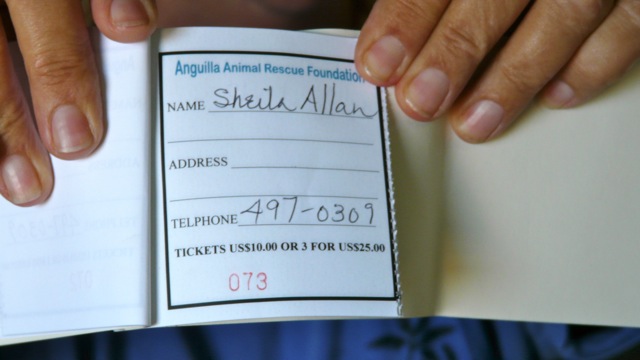 Anguilla Animal Rescue Foundation
NAME Sheila Allan
ADDRESS
TELPHONE 497-0309
TICKETS US$10.00 OR 3 FOR US$25.00
073